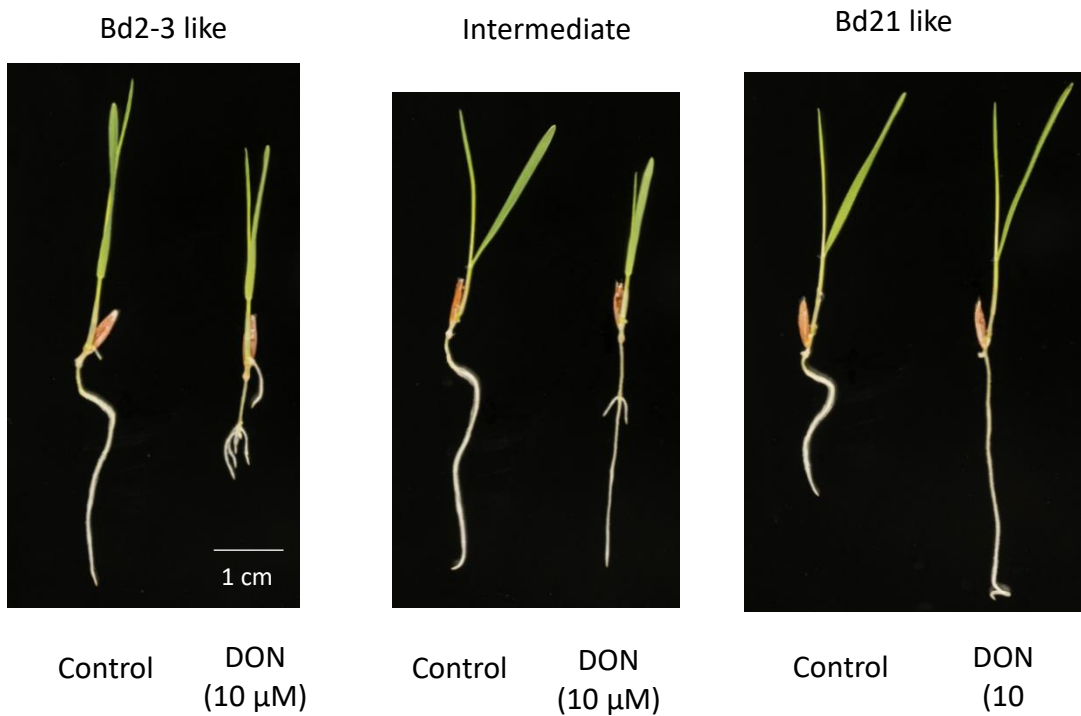 Bd2-3 like
Intermediate
Bd21 like
1 cm
Control
DON
(10 µM)
Control
DON
(10 µM)
Control
DON
(10